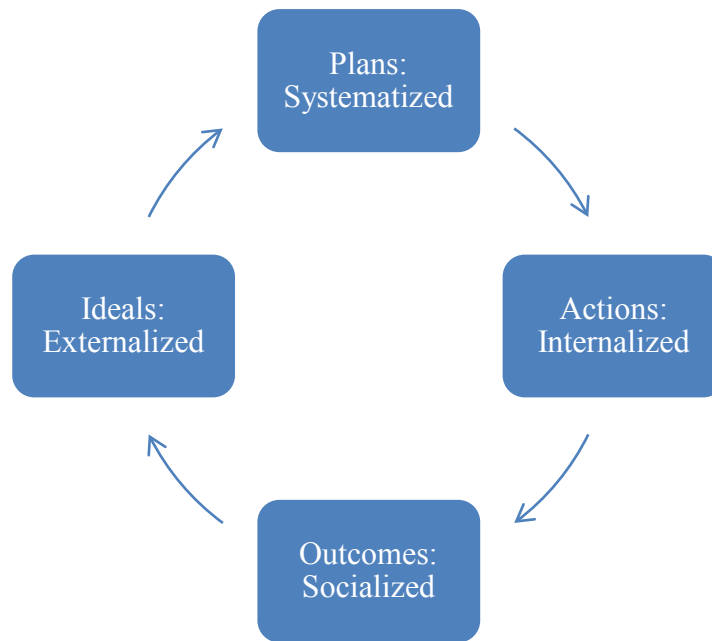 Plans:
Systematized
Actions:
Internalized
Outcomes:
Socialized
Ideals:
Externalized